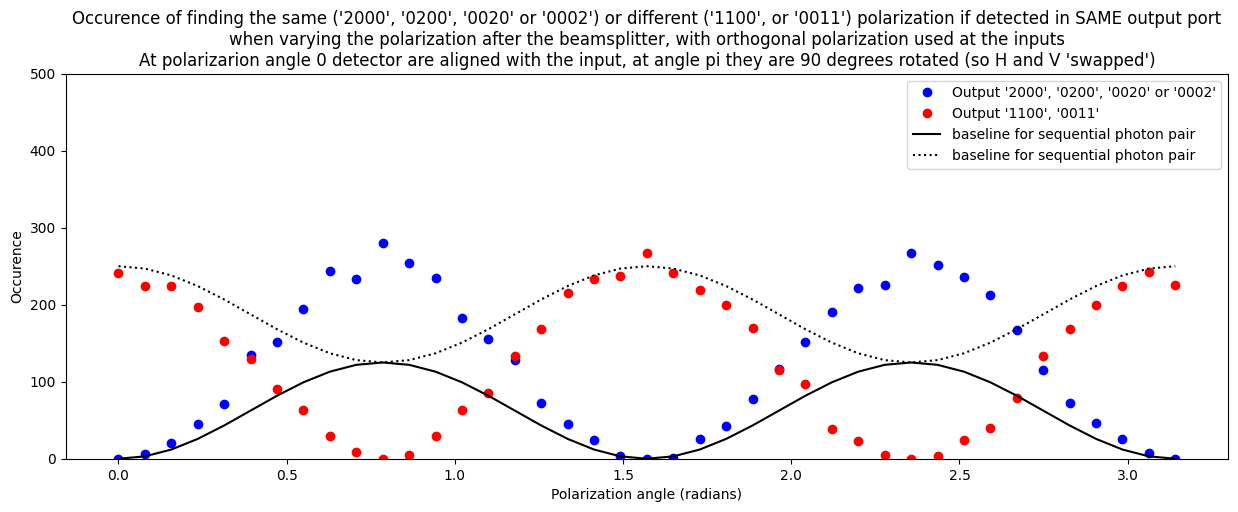 Occurence of finding the same ('2000', '0200', '0020' or '0002') or different ('1100', or '0011') polarization if detected in SAME output port
when varying the polarization after the beamsplitter, with orthogonal polarization used at the inputs
At polarizarion angle 0 detector are aligned with the input, at angle pi they are 90 degrees rotated (so H and V 'swapped')
500
400
300
200
100
0
Occurence
Output '2000', '0200', '0020' or '0002'
Output '1100', '0011'
baseline for sequential photon pair
baseline for sequential photon pair
0.0 0.5 1.0 1.5 2.0 2.5 3.0
Polarization angle (radians)